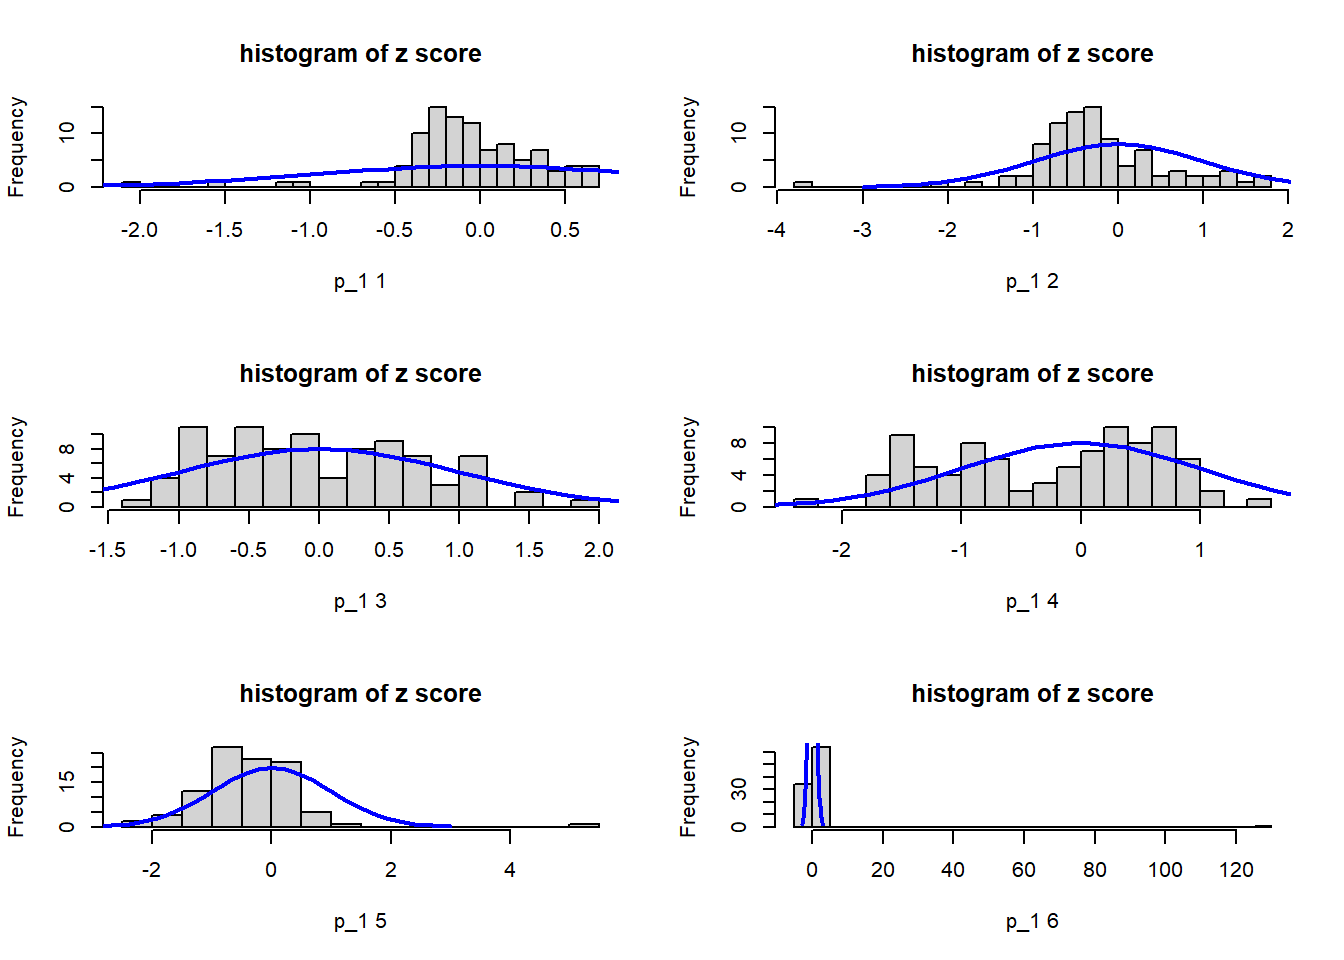 histogram of z score
Frequency
0
10
-2.0 -1.5 -1.0 -0.5 0.0 0.5
p_1 1
histogram of z score
Frequency
0
10
-4 -3 -2 -1 0 1 2
p_1 2
histogram of z score
Frequency
0
4
8
-1.5 -1.0 -0.5 0.0 0.5 1.0 1.5 2.0
p_1 3
histogram of z score
Frequency
0
4
8
-2 -1 0 1
p_1 4
histogram of z score
Frequency
0
15
-2 0 2 4
p_1 5
histogram of z score
Frequency
0
30
0 20 40 60 80 100 120
p_1 6